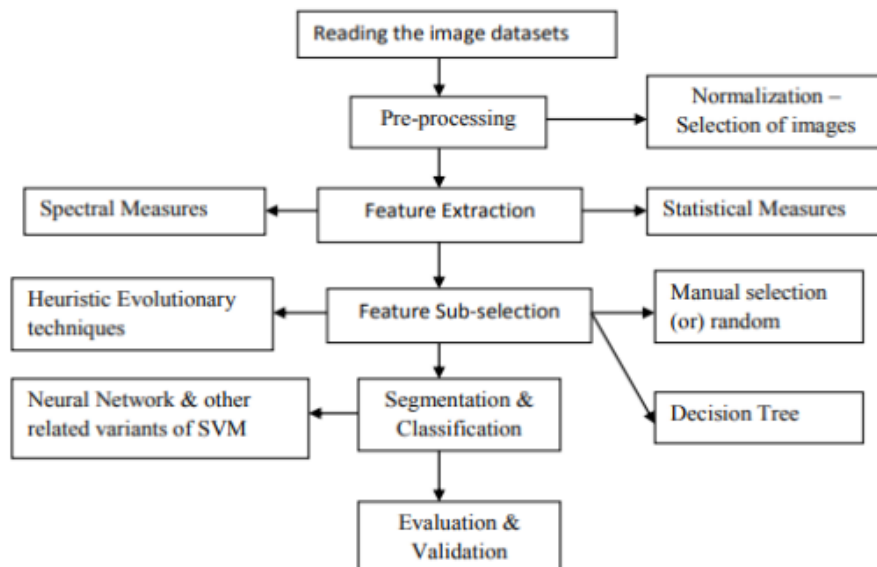 Reading the image datasets
Pre-processing
Normalization –
Selection of images
Spectral Measures
Feature Extraction
Statistical Measures
Heuristic Evolutionary
techniques
Feature Sub-selection
Manual selection
(or) random
Neural Network & other
related variants of SVM
Segmentation &
Classification
Decision Tree
Evaluation &
Validation